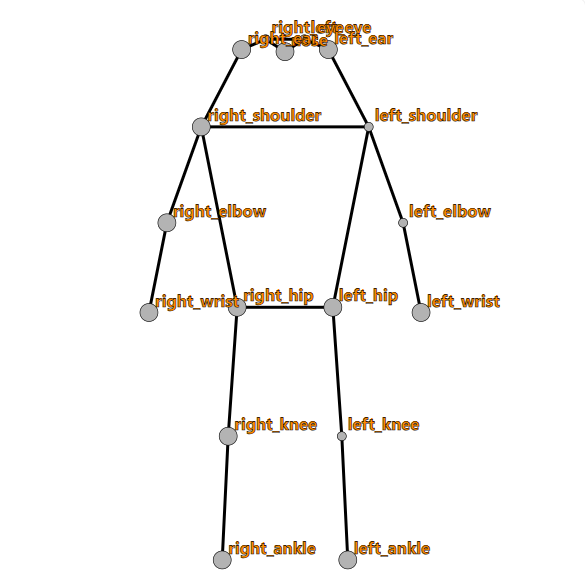 right_ear
left_ear
right_shoulder
left_shoulder
right_elbow
left_elbow
right_wrist
right_hip
left_hip
left_wrist
right_knee
left_knee
right_ankle
left_ankle